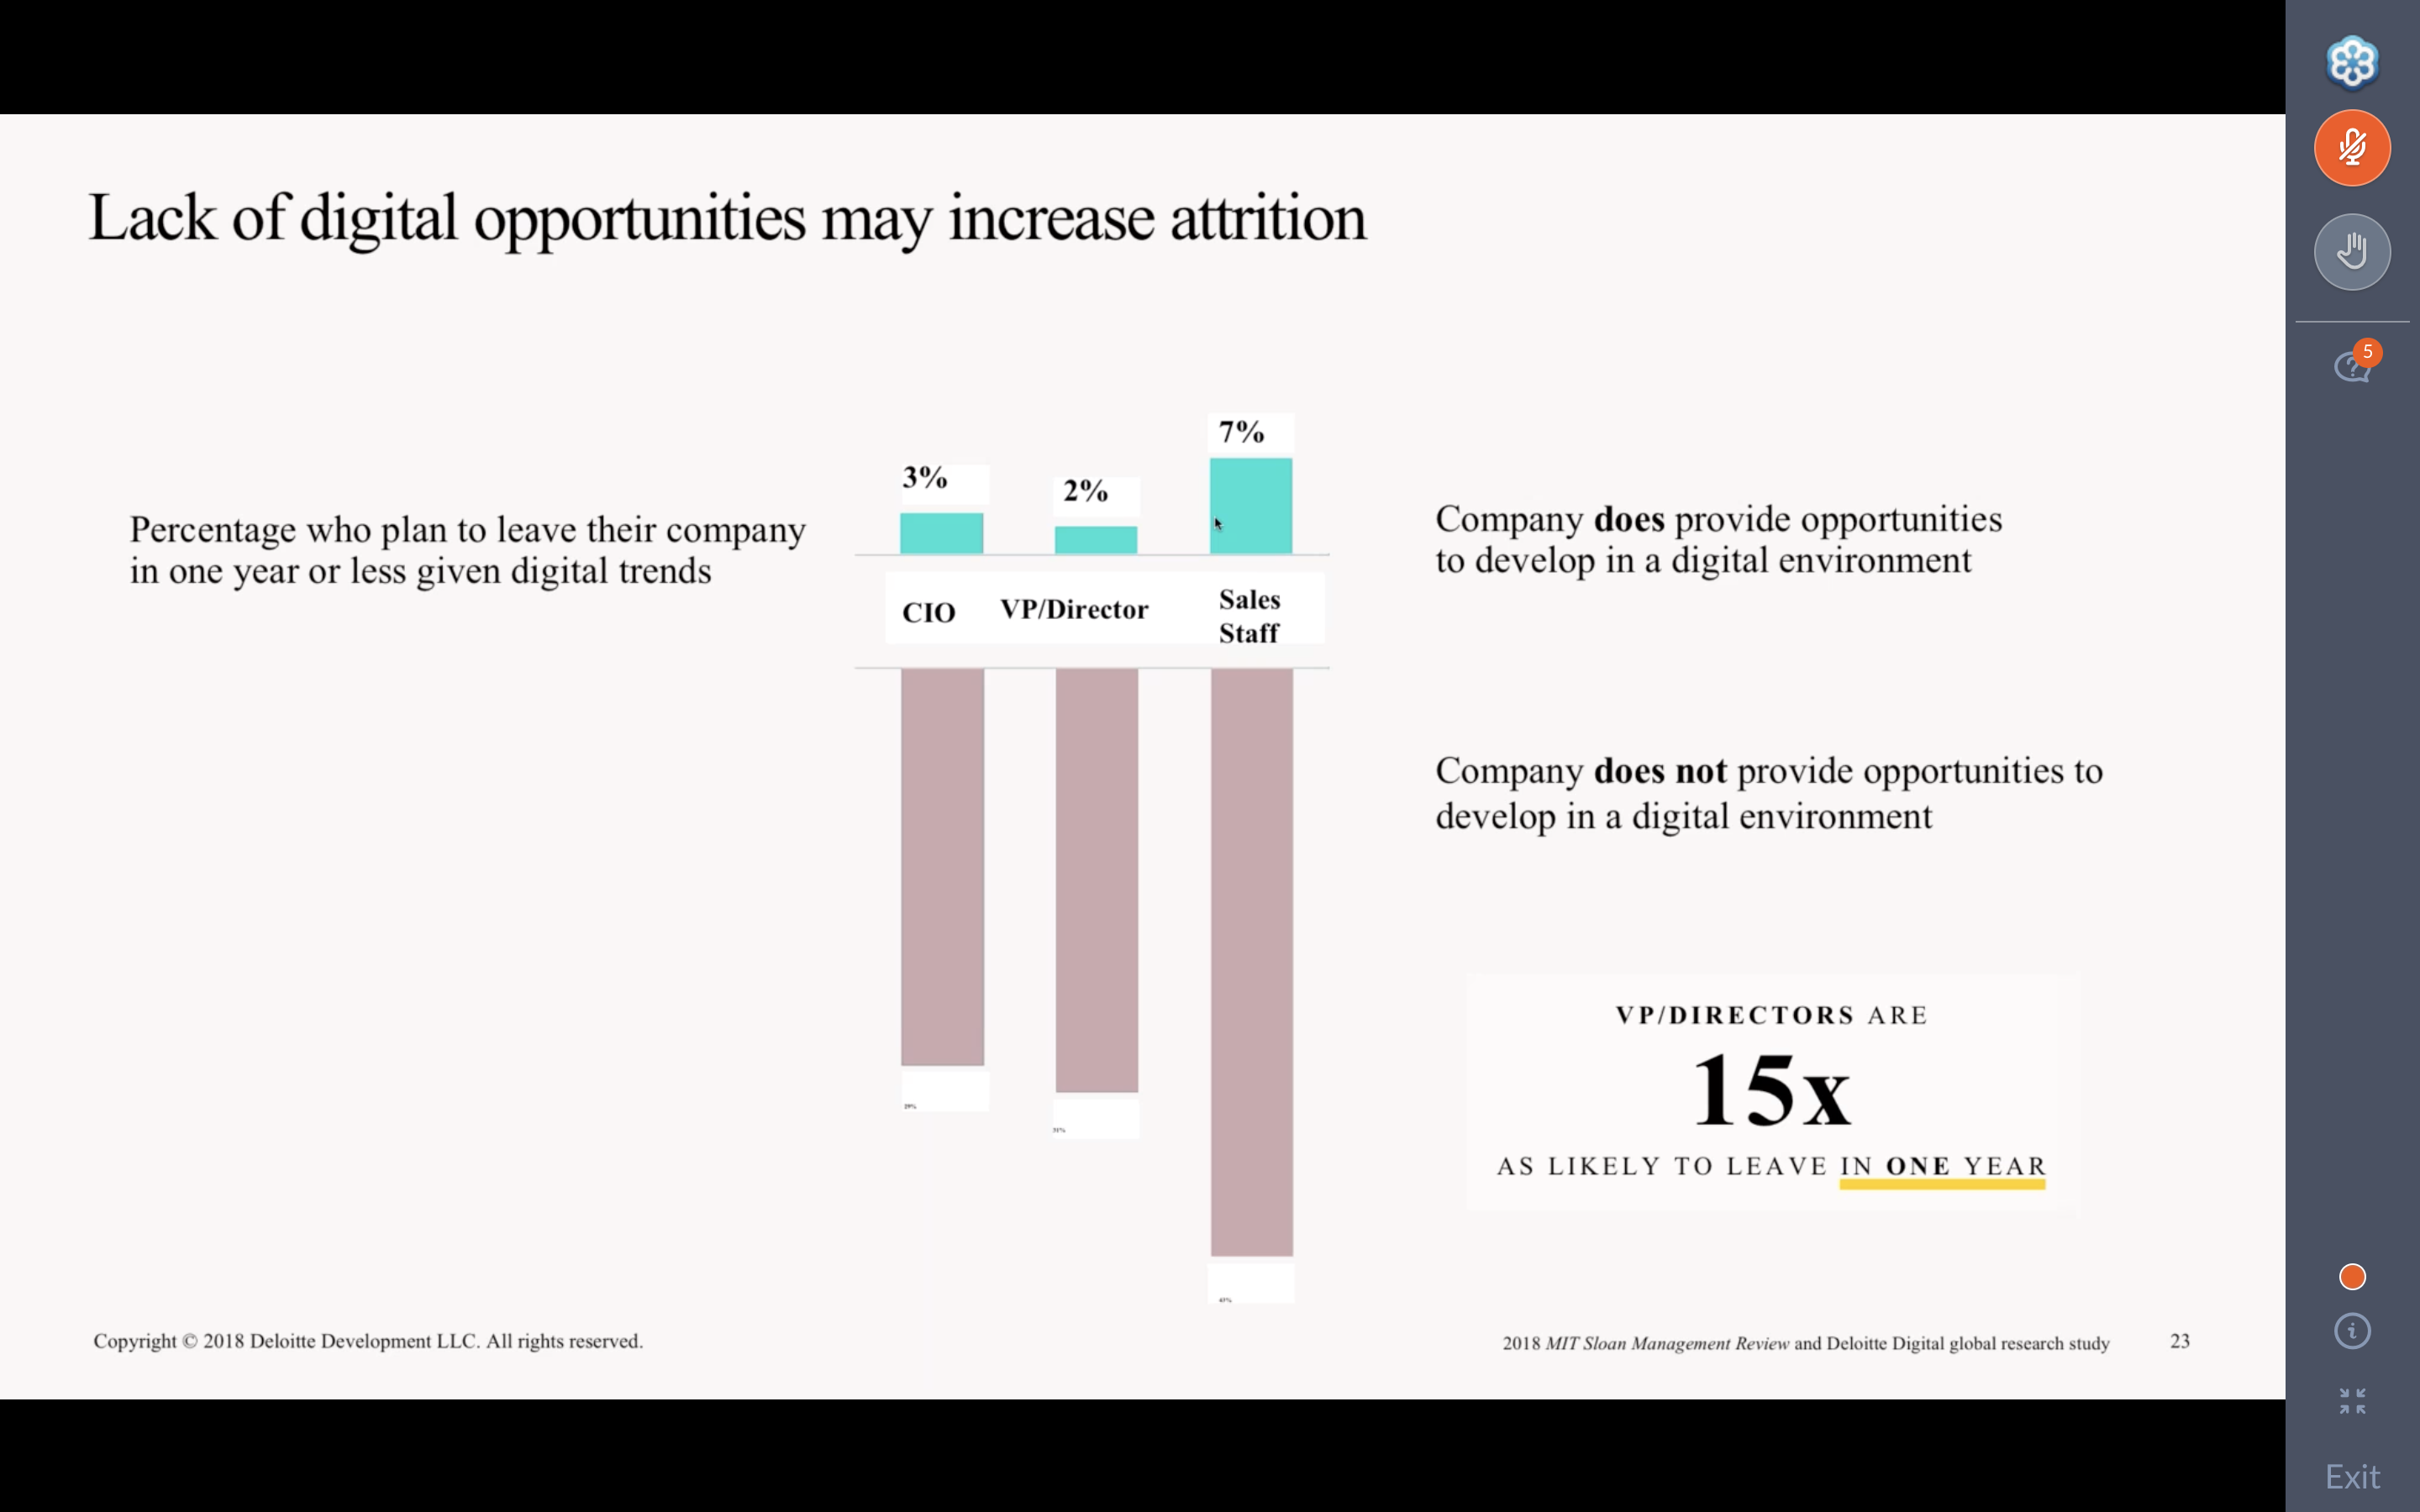 Lack of digital opportunities may increase attrition
Percentage who plan to leave their company
in one year or less given digital trends
3%
2%
7%
CIO
VP/Director
Sales
Staff
Company does provide opportunities
to develop in a digital environment
Company does not provide opportunities to
develop in a digital environment
VP/DIRECTORS ARE
15x
AS LIKELY TO LEAVE IN ONE YEAR
Copyright © 2018 Deloitte Development LLC. All rights reserved.
2018 MIT Sloan Management Review and Deloitte Digital global research study
23
5
Exit